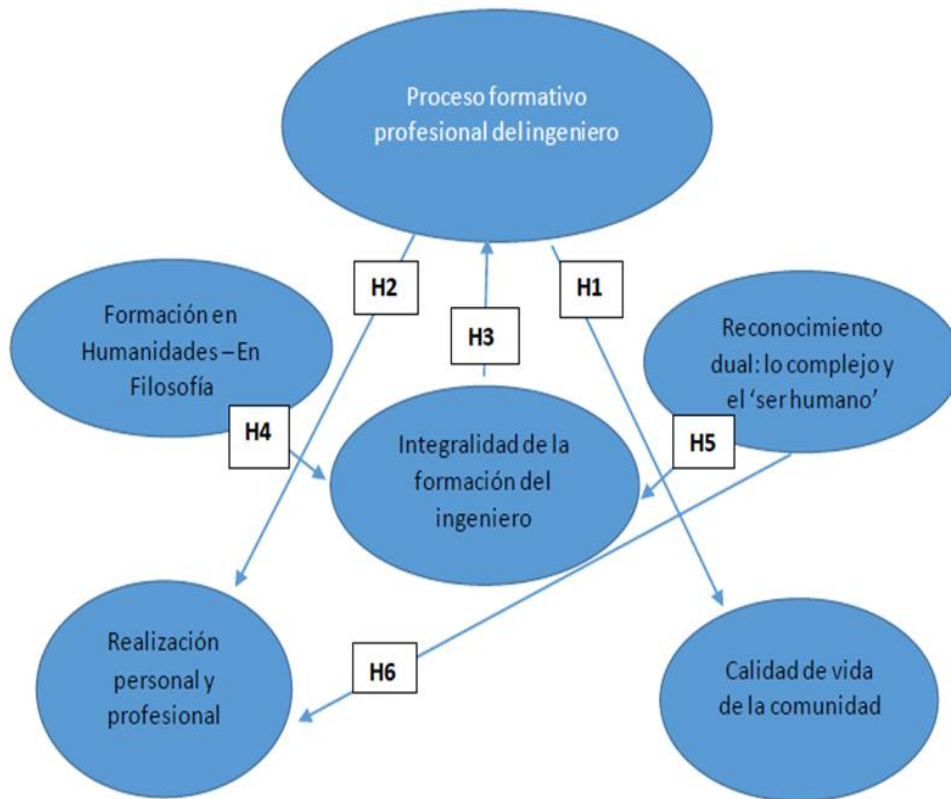 Proceso formativo
profesional del ingeniero
H2
H1
Formación en
Humanidades – En
Filosofía
H3
Reconocimiento
dual: lo complejo y
el ‘ser humano’
H4
H5
Integralidad de la
formación del
ingeniero
Realización
personal y
profesional
H6
Calidad de vida
de la comunidad